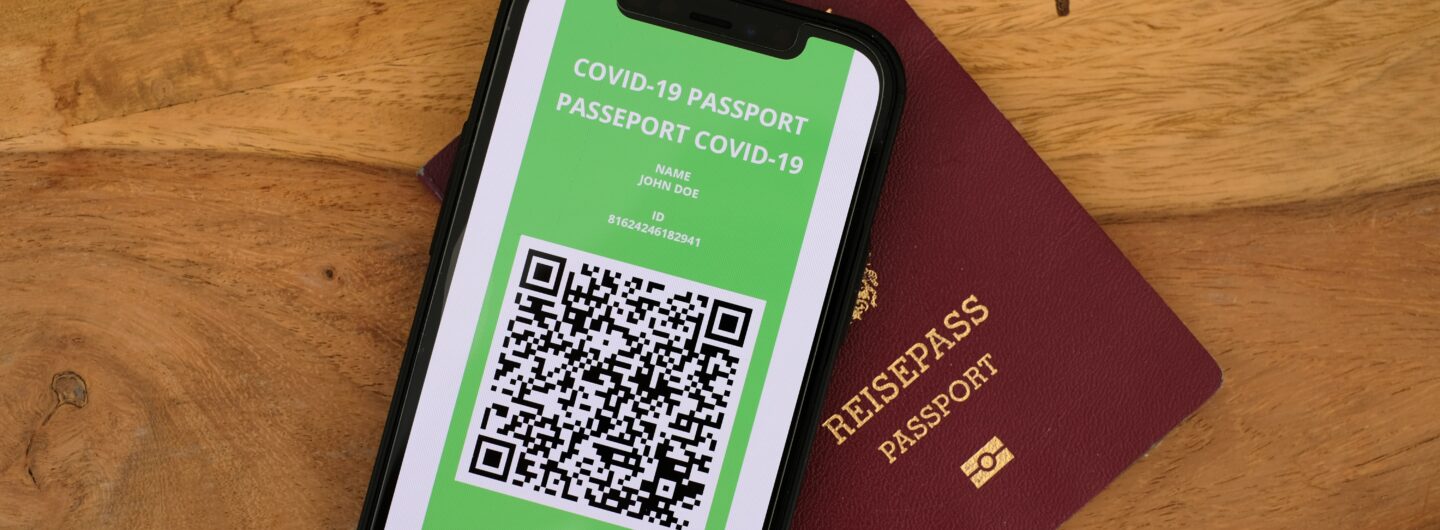 COVID-19 PASSPORT
PASSEPORT COVID-19
NAME
JOHN DOE
ID
81624246182941
REISEPASS
PASSPORT